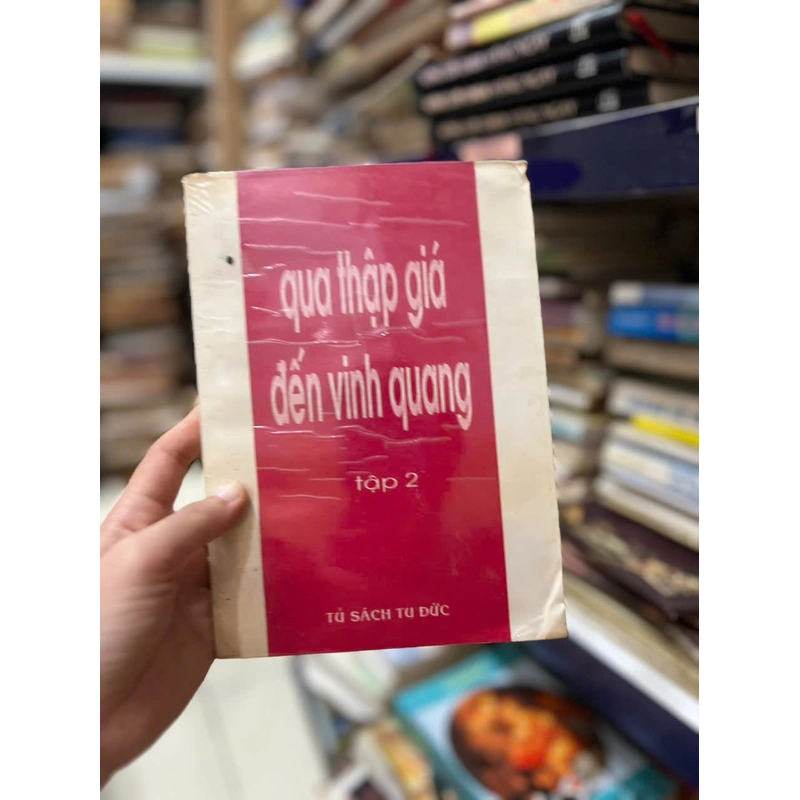 qua thập giá
đến vinh quang
tập 2
TỦ SÁCH TU ĐỨC